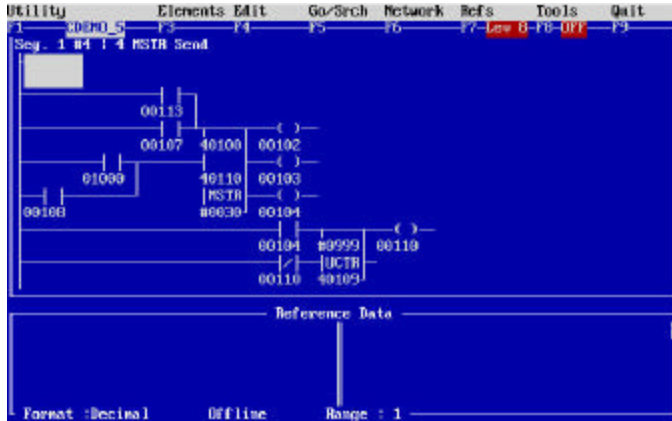 Utility Elements Edit Go/Srch Network Refs Tools Quit
F1 CDEMO_5 F3 F4 F5 F6 F7-Lev 8-F8-OFF F9
Seg. 1 #4 : 4 MSTR Send
00113
00107 40100 00102
01000 40110 00103
MSTR
00108 #0030 00104
00104 #0999 00110
UCTR
00110 40109
Reference Data
Format :Decimal Offline Range : 1